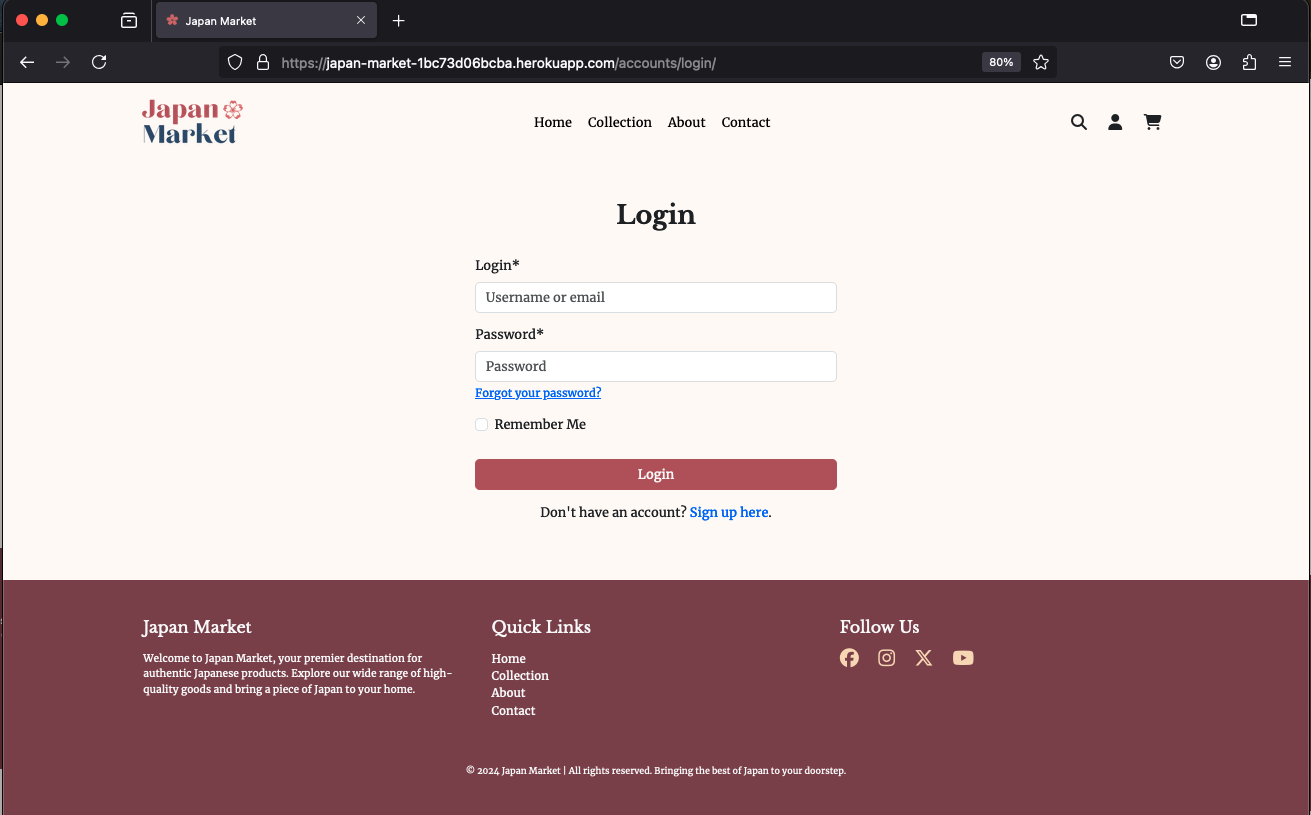 Japan Market
https://japan-market-1bc73d06bcba.herokuapp.com/accounts/login/
80%
Japan
Market
Home Collection About Contact
Login
Login*
Username or email
Password*
Password
Forgot your password?
Remember Me
Login
Don't have an account? Sign up here.
Japan Market
Welcome to Japan Market, your premier destination for
authentic Japanese products. Explore our wide range of high-
quality goods and bring a piece of Japan to your home.
Quick Links
Home
Collection
About
Contact
Follow Us
© 2024 Japan Market | All rights reserved. Bringing the best of Japan to your doorstep.